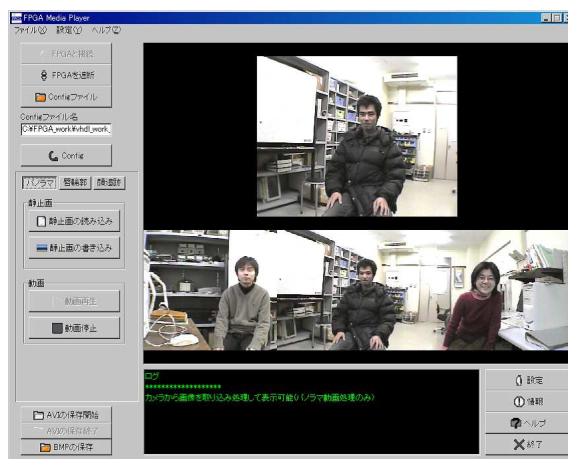 FPGA Media Player
ファイル(X) 設定(Y) ヘルプ(Z)
FPGAと接続
FPGAを遮断
Configファイル
Configファイル名
C:¥FPGA_work¥vhdl_work_
Config
パノラマ 唇輪郭 顔追跡
静止画
静止画の読み込み
静止画の書き込み
動画
動画再生
動画停止
AVIの保存開始
AVIの保存終了
BMPの保存
ログ
********************
カメラから画像を取り込み処理して表示可能(パノラマ動画処理のみ)
設定
情報
ヘルプ
終了